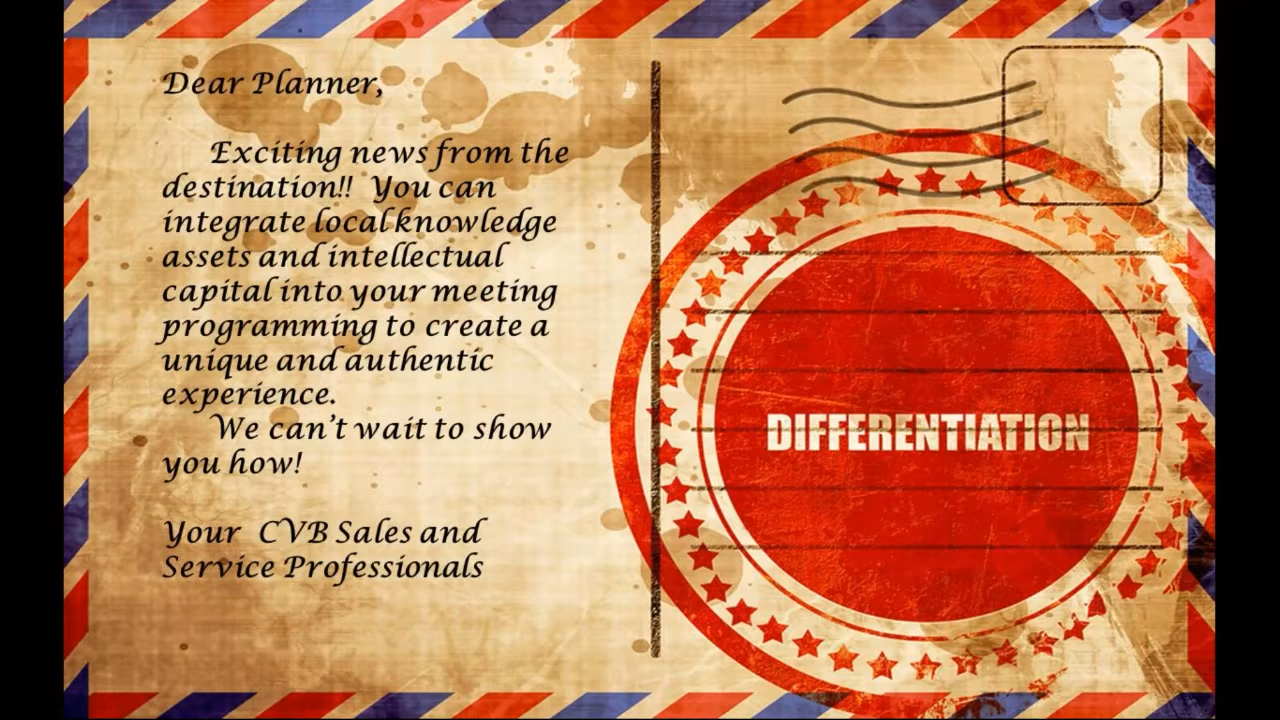 Dear Planner,
Exciting news from the
destination!! You can
integrate local knowledge
assets and intellectual
capital into your meeting
programming to create a
unique and authentic
experience.
We can't wait to show
you how!
Your CVB Sales and
Service Professionals
DIFFERENTIATION